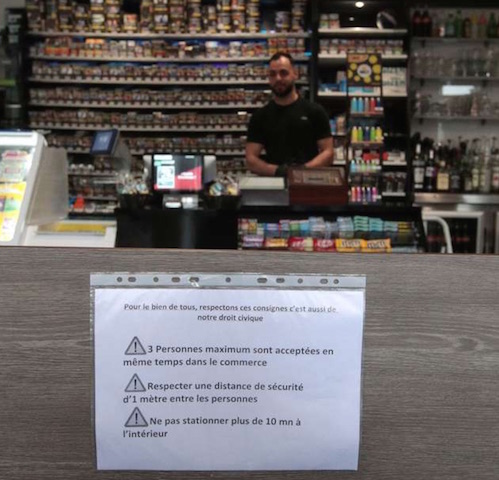 Pour le bien de tous, respectons ces consignes c'est aussi de
notre droit civique
3 Personnes maximum sont acceptées en
même temps dans le commerce
Respecter une distance de sécurité
d'1 mètre entre les personnes
Ne pas stationner plus de 10 mn à
l'intérieur